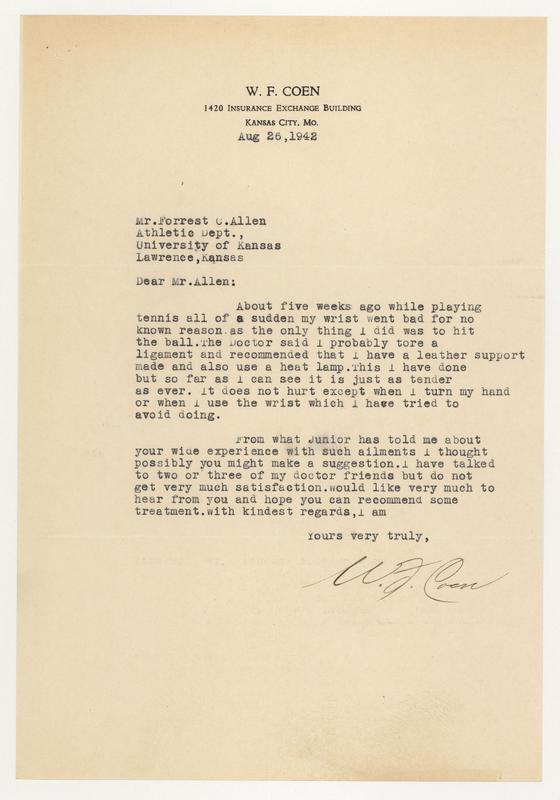 W. F. COEN
1420 INSURANCE EXCHANGE BUILDING
KANSAS CITY, MO.
Aug 26,1942
Mr.Forrest C.Allen
Athletic Dept.,
University of Kansas
Lawrence,Kansas
Dear Mr.Allen:
About five weeks ago while playing
tennis all of a sudden my wrist went bad for no
known reason.as the only thing I did was to hit
the ball.The Doctor said I probably tore a
ligament and recommended that I have a leather support
made and also use a heat lamp.This I have done
but so far as I can see it is just as tender
as ever. It does not hurt except when I turn my hand
or when I use the wrist which I have tried to
avoid doing.
From what Junior has told me about
your wide experience with such ailments I thought
possibly you might make a suggestion.I have talked
to two or three of my doctor friends but do not
get very much satisfaction.Would like very much to
hear from you and hope you can recommend some
treatment.With kindest regards,I am
Yours very truly,
W. F. Coen